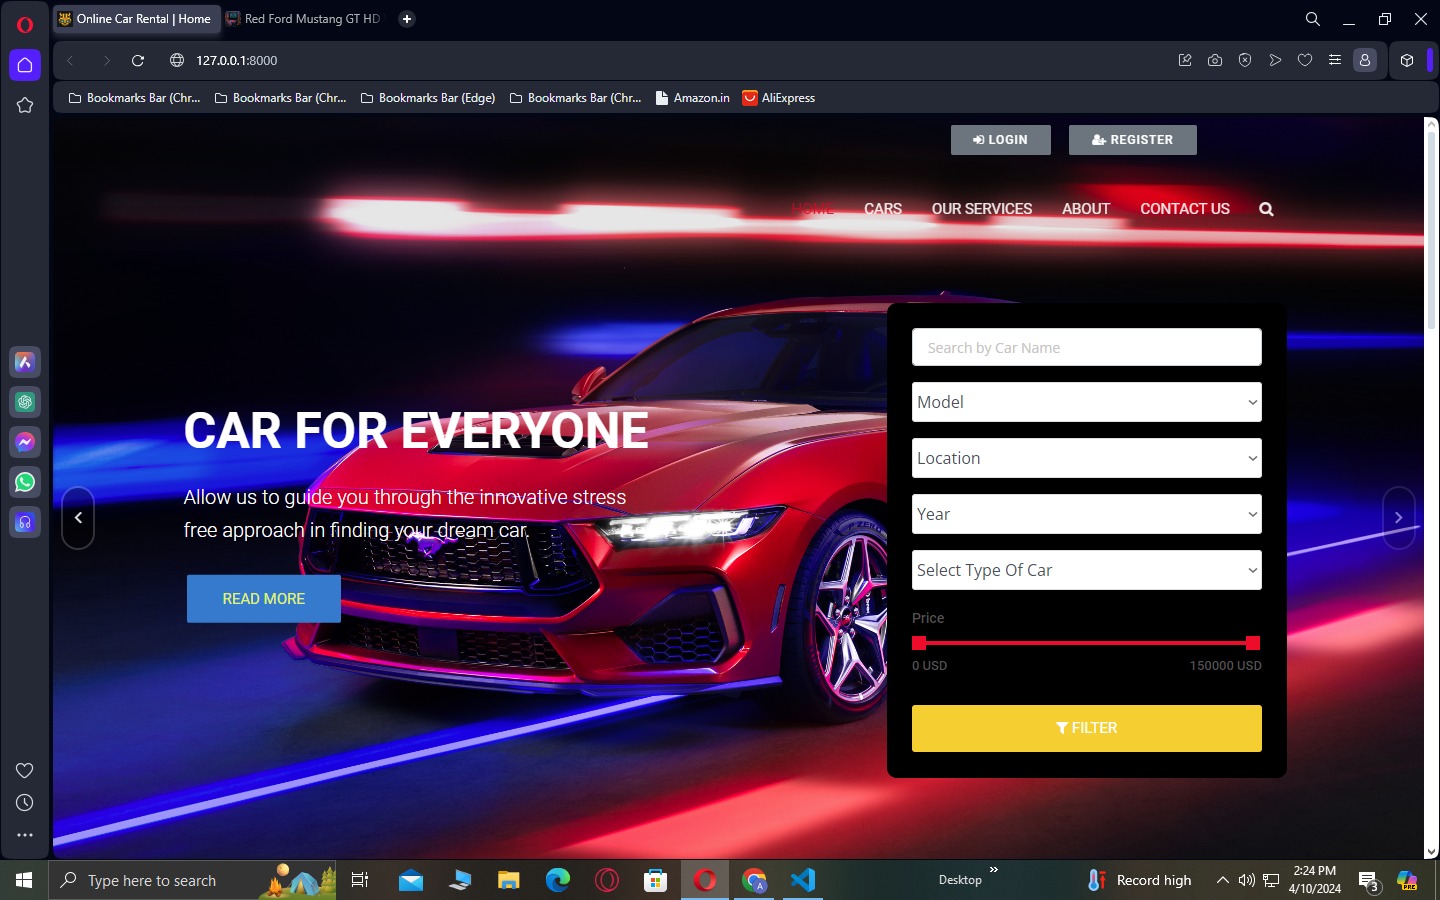 Online Car Rental | Home
Red Ford Mustang GT HD
127.0.0.1:8000
Bookmarks Bar (Chr...
Bookmarks Bar (Chr...
Bookmarks Bar (Edge)
Bookmarks Bar (Chr...
Amazon.in
AliExpress
LOGIN
REGISTER
HOME
CARS
OUR SERVICES
ABOUT
CONTACT US
Search by Car Name
Model
Location
Year
Select Type Of Car
Price
0 USD
150000 USD
FILTER
CAR FOR EVERYONE
Allow us to guide you through the innovative stress
free approach in finding your dream car.
READ MORE
P ZERO
Type here to search
Desktop
Record high
2:24 PM
4/10/2024
3
PRE
A